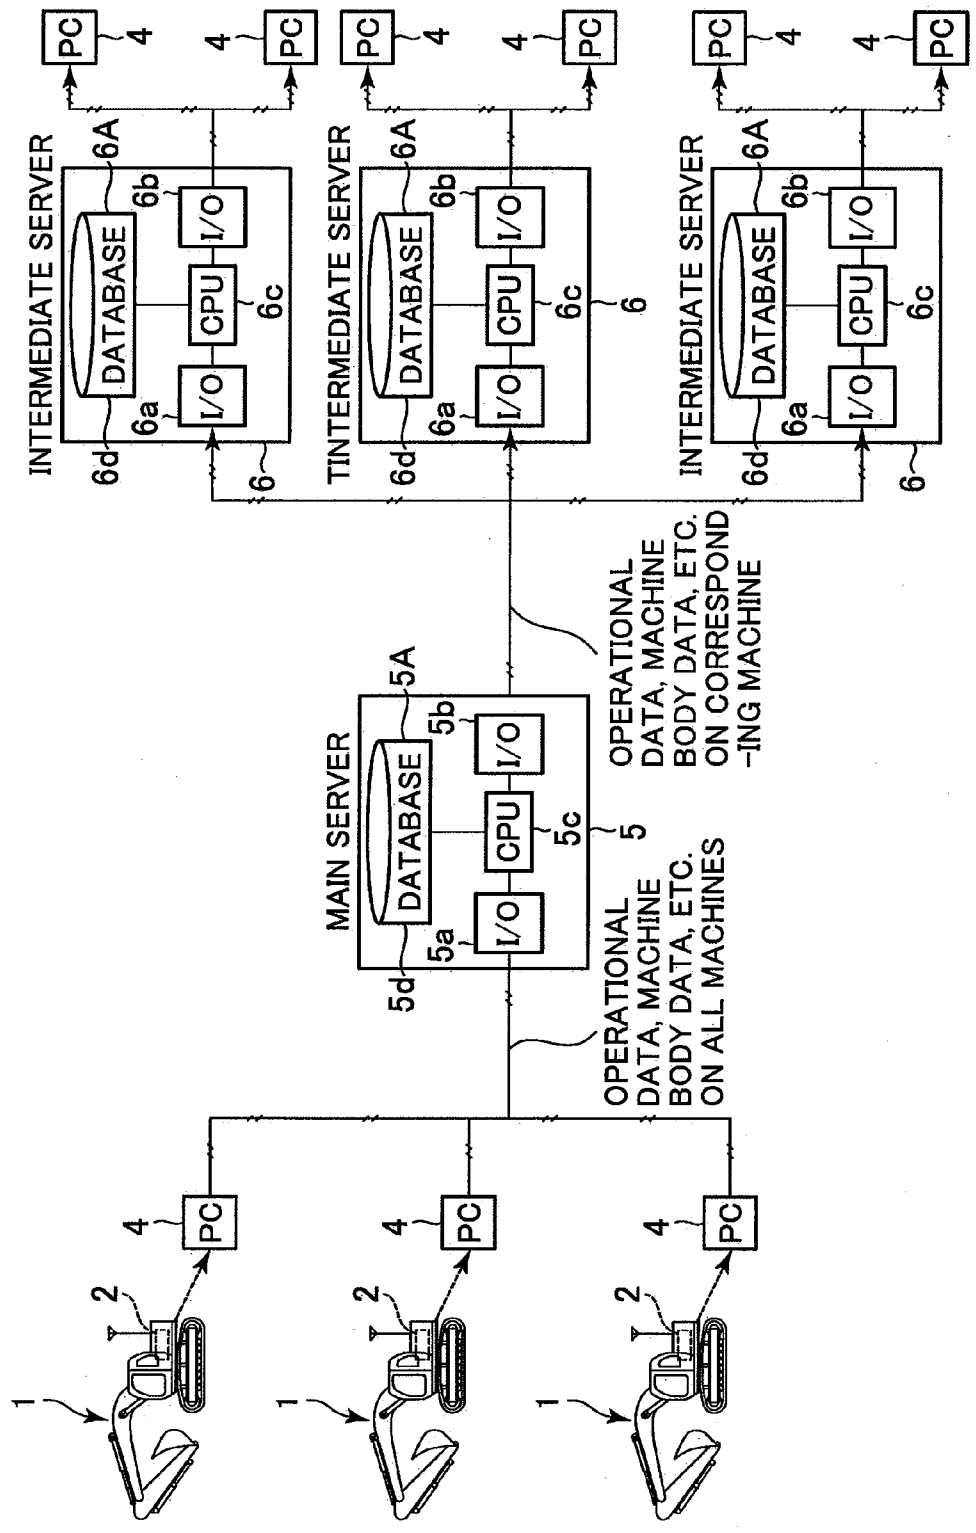 1
2
4
PC
1
2
4
PC
1
2
4
PC
OPERATIONAL
DATA, MACHINE
BODY DATA, ETC.
ON ALL MACHINES
MAIN SERVER
5d
DATABASE
5A
5a
I/O
CPU
5c
5b
I/O
5
OPERATIONAL
DATA, MACHINE
BODY DATA, ETC.
ON CORRESPOND
-ING MACHINE
INTERMEDIATE SERVER
6d
DATABASE
6A
6a
I/O
CPU
6c
6b
I/O
6
PC
4
4
PC
TINTERMEDIATE SERVER
6d
DATABASE
6A
6a
I/O
CPU
6c
6b
I/O
6
PC
4
4
PC
INTERMEDIATE SERVER
6d
DATABASE
6A
6a
I/O
CPU
6c
6b
I/O
6
PC
4
4
PC